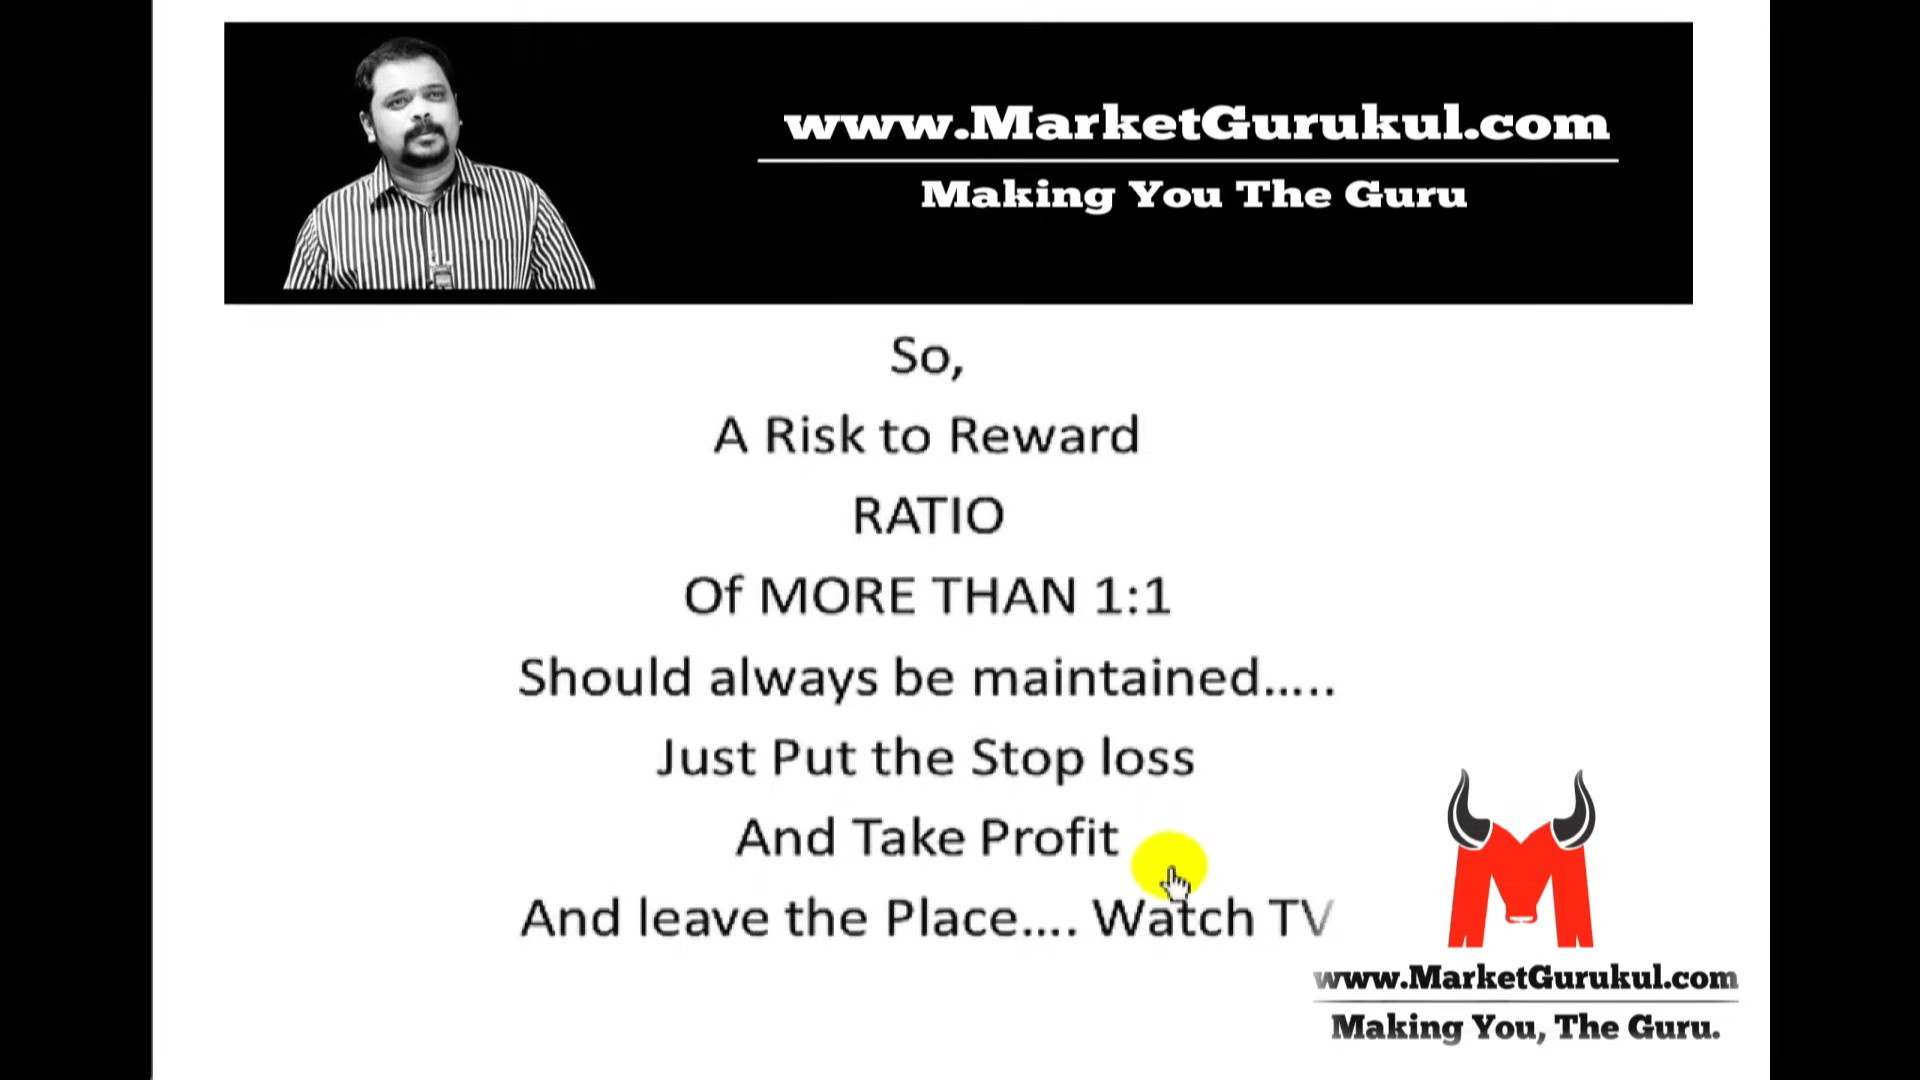 www.MarketGurukul.com
Making You The Guru
So,
A Risk to Reward
RATIO
Of MORE THAN 1:1
Should always be maintained.....
Just Put the Stop loss
And Take Profit
And leave the Place.... Watch TV
www.MarketGurukul.com
Making You, The Guru.